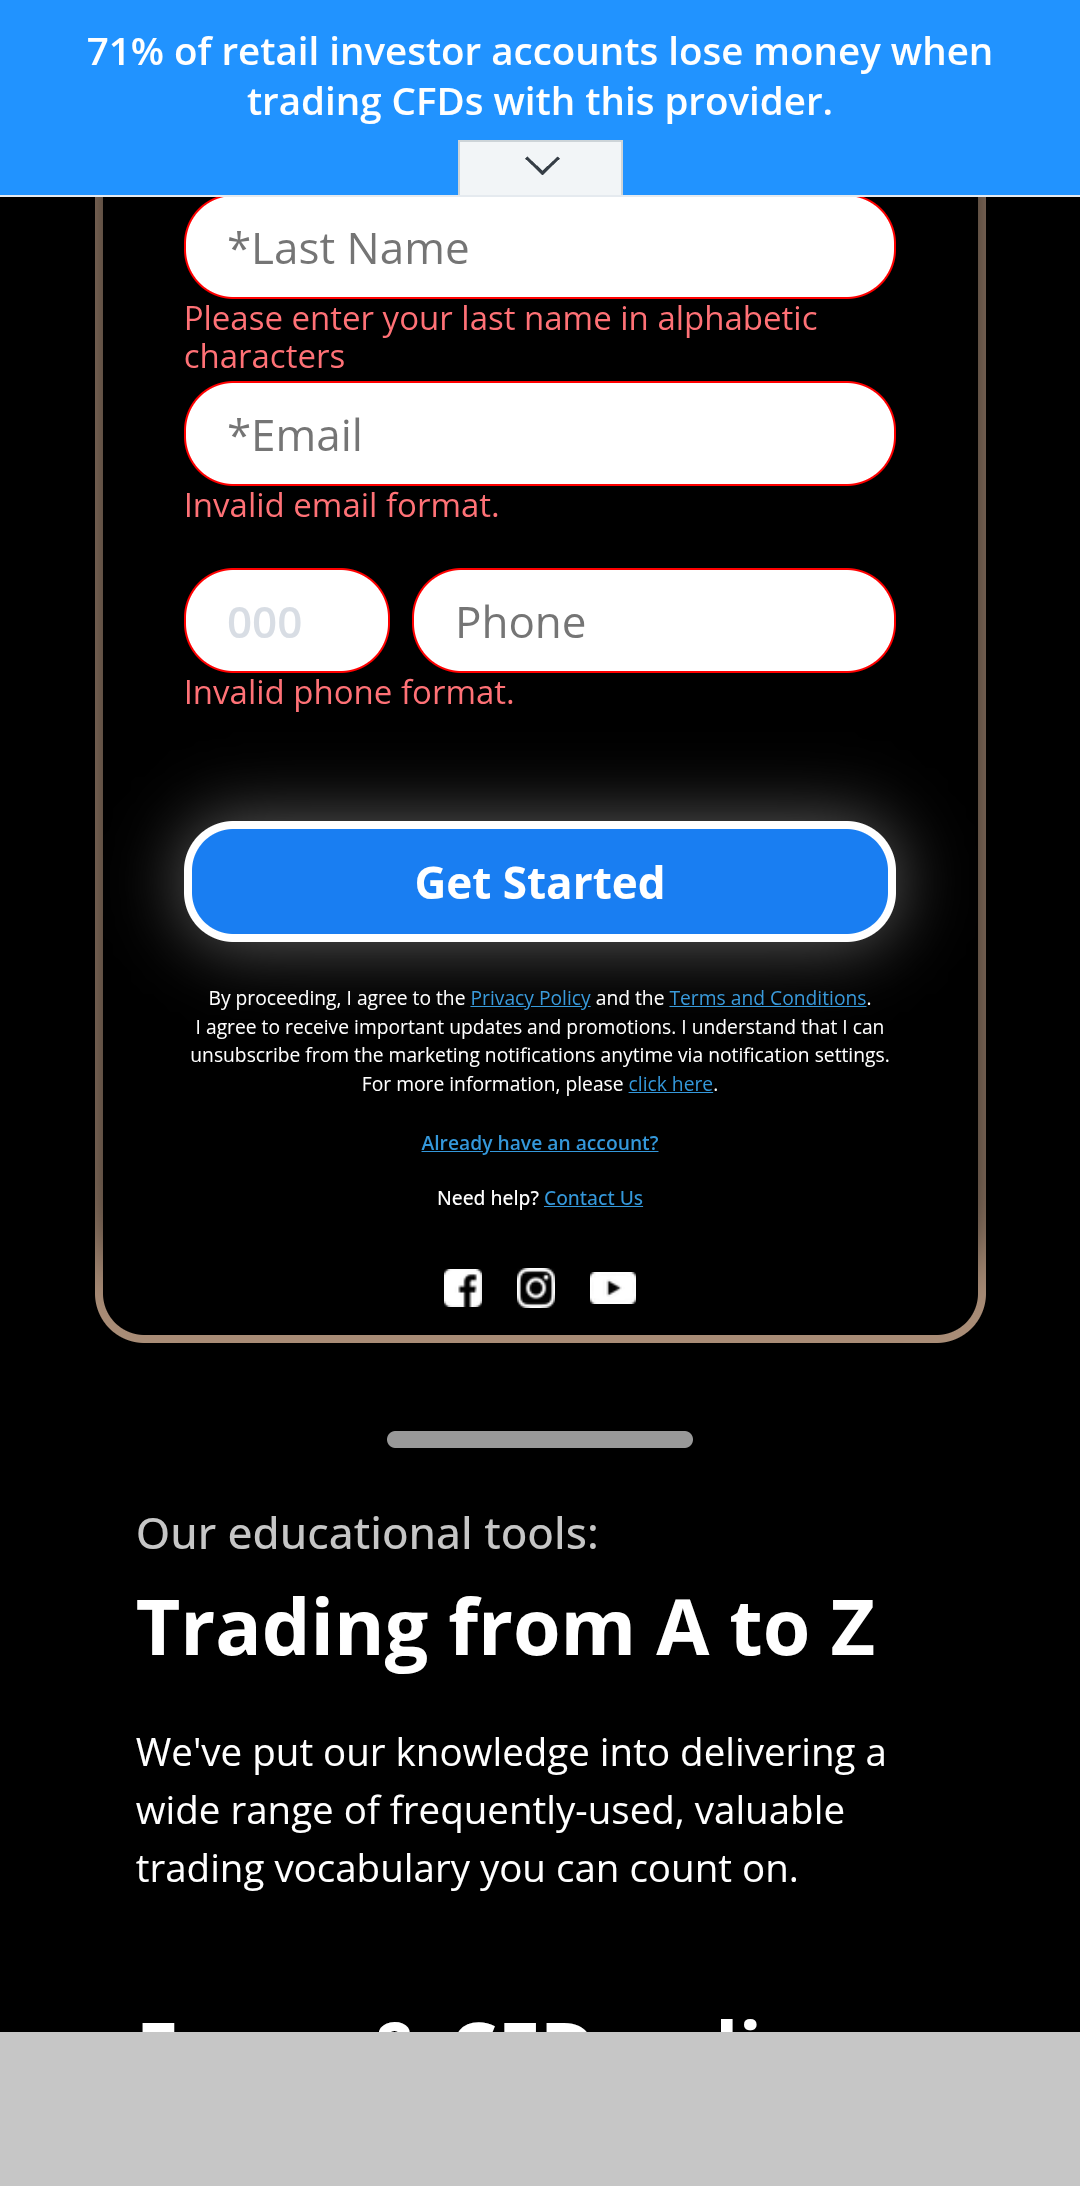 71% of retail investor accounts lose money when
trading CFDs with this provider.
*Last Name
Please enter your last name in alphabetic
characters
*Email
Invalid email format.
000 Phone
Invalid phone format.
Get Started
By proceeding, I agree to the Privacy Policy and the Terms and Conditions.
I agree to receive important updates and promotions. I understand that I can
unsubscribe from the marketing notifications anytime via notification settings.
For more information, please click here.
Already have an account?
Need help? Contact Us
Our educational tools:
Trading from A to Z
We've put our knowledge into delivering a
wide range of frequently-used, valuable
trading vocabulary you can count on.